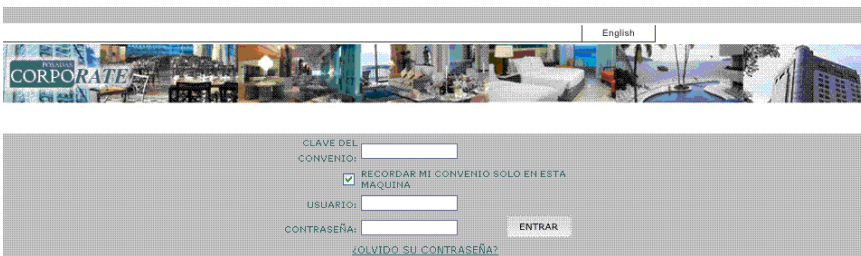 English
POSADAS
CORPORATE
CLAVE DEL
CONVENIO:
RECORDAR MI CONVENIO SOLO EN ESTA
MAQUINA
USUARIO:
CONTRASEÑA:
ENTRAR
¿OLVIDO SU CONTRASEÑA?